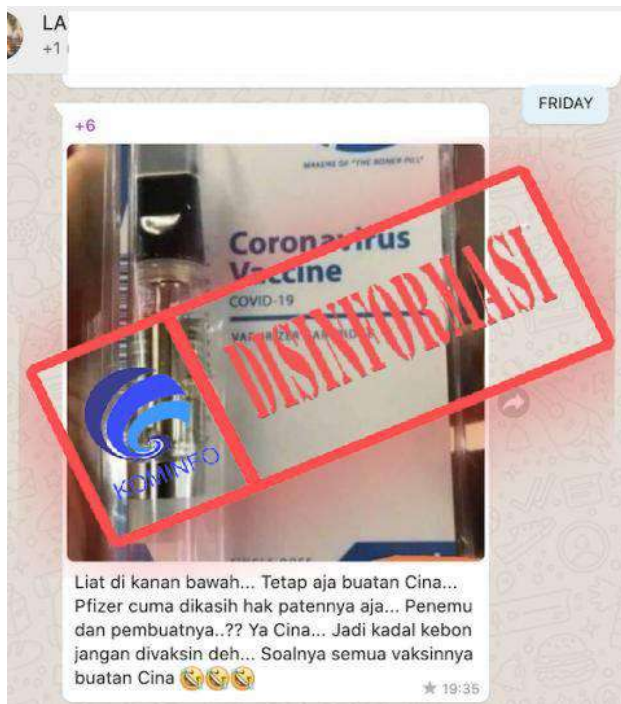 LA
+1
FRIDAY
+6
MAKERS OF "THE BONER PILL"
Coronavirus
Vaccine
COVID-19
DISINFORMASI
KOMINFO
Liat di kanan bawah... Tetap aja buatan Cina...
Pfizer cuma dikasih hak patennya aja... Penemu
dan pembuatnya..?? Ya Cina... Jadi kadal kebon
jangan divaksin deh... Soalnya semua vaksinnya
buatan Cina 🤣🤣🤣
19:35